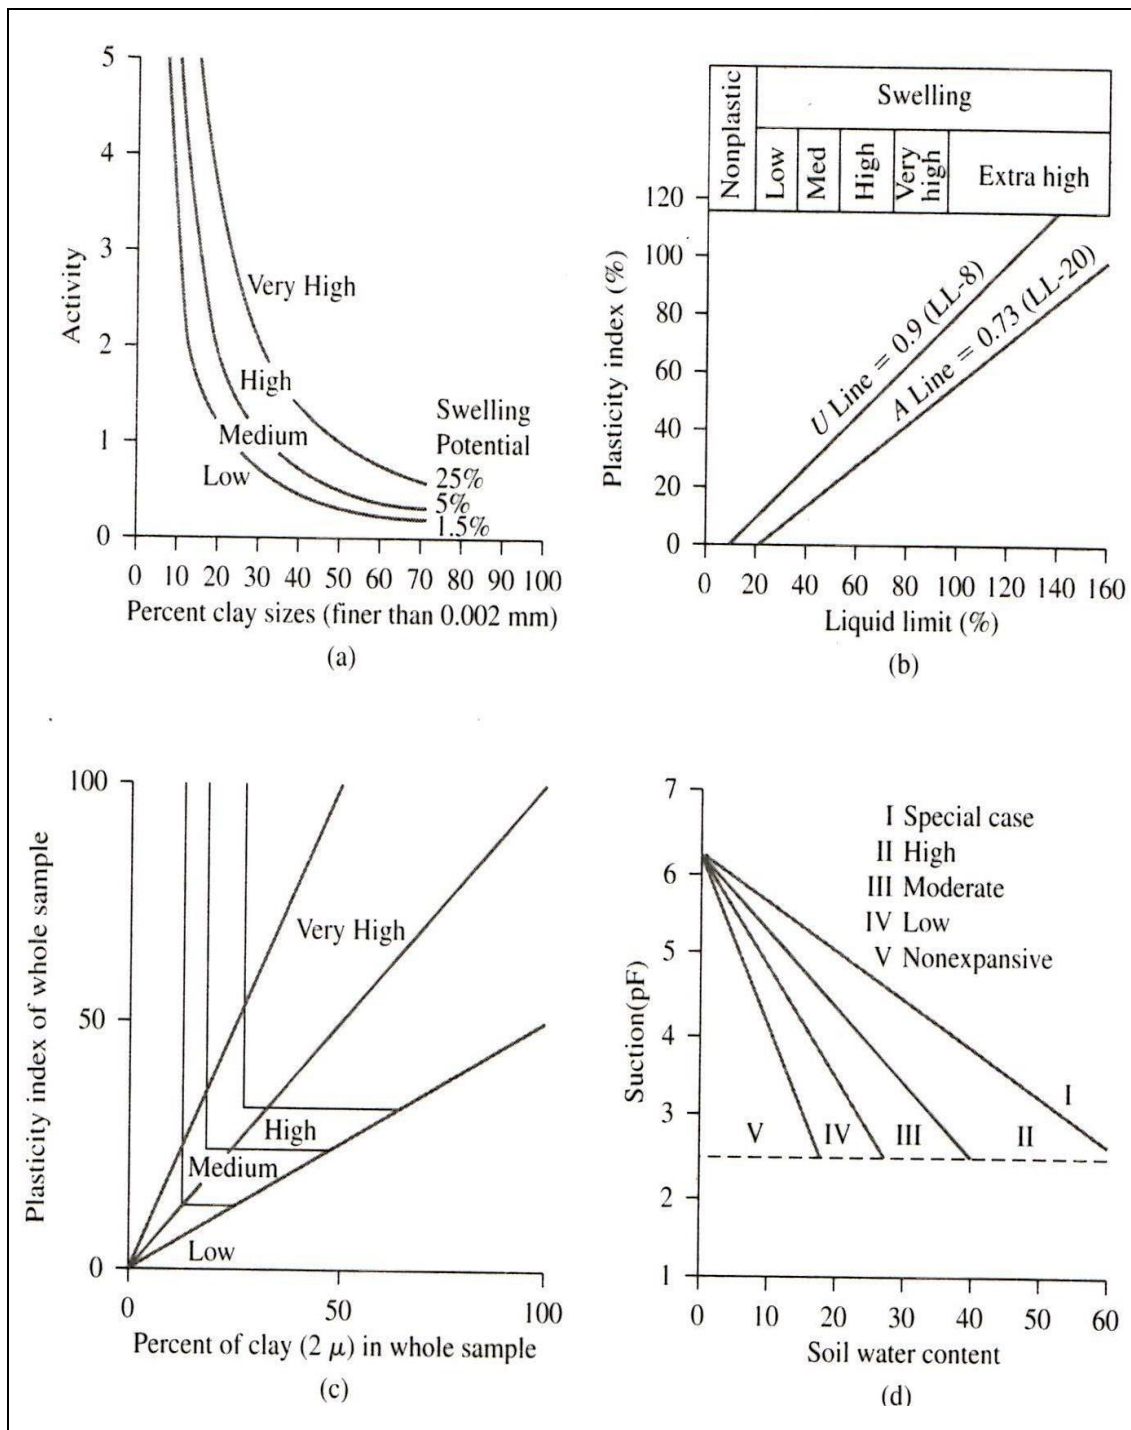 5
4
3
2
1
0
Activity
Very High
High
Medium
Low
Swelling
Potential
25%
5%
1.5%
0 10 20 30 40 50 60 70 80 90 100
Percent clay sizes (finer than 0.002 mm)
(a)
Nonplastic
Swelling
Low
Med
High
Very
high
Extra high
120
100
80
60
40
20
0
Plasticity index (%)
U Line = 0.9 (LL-8)
A Line = 0.73 (LL-20)
0 20 40 60 80 100 120 140 160
Liquid limit (%)
(b)
100
50
0
Plasticity index of whole sample
Very High
High
Medium
Low
0 50 100
Percent of clay (2 μ) in whole sample
(c)
7
6
5
4
3
2
1
Suction(pF)
I Special case
II High
III Moderate
IV Low
V Nonexpansive
I
V IV III II
0 10 20 30 40 50 60
Soil water content
(d)